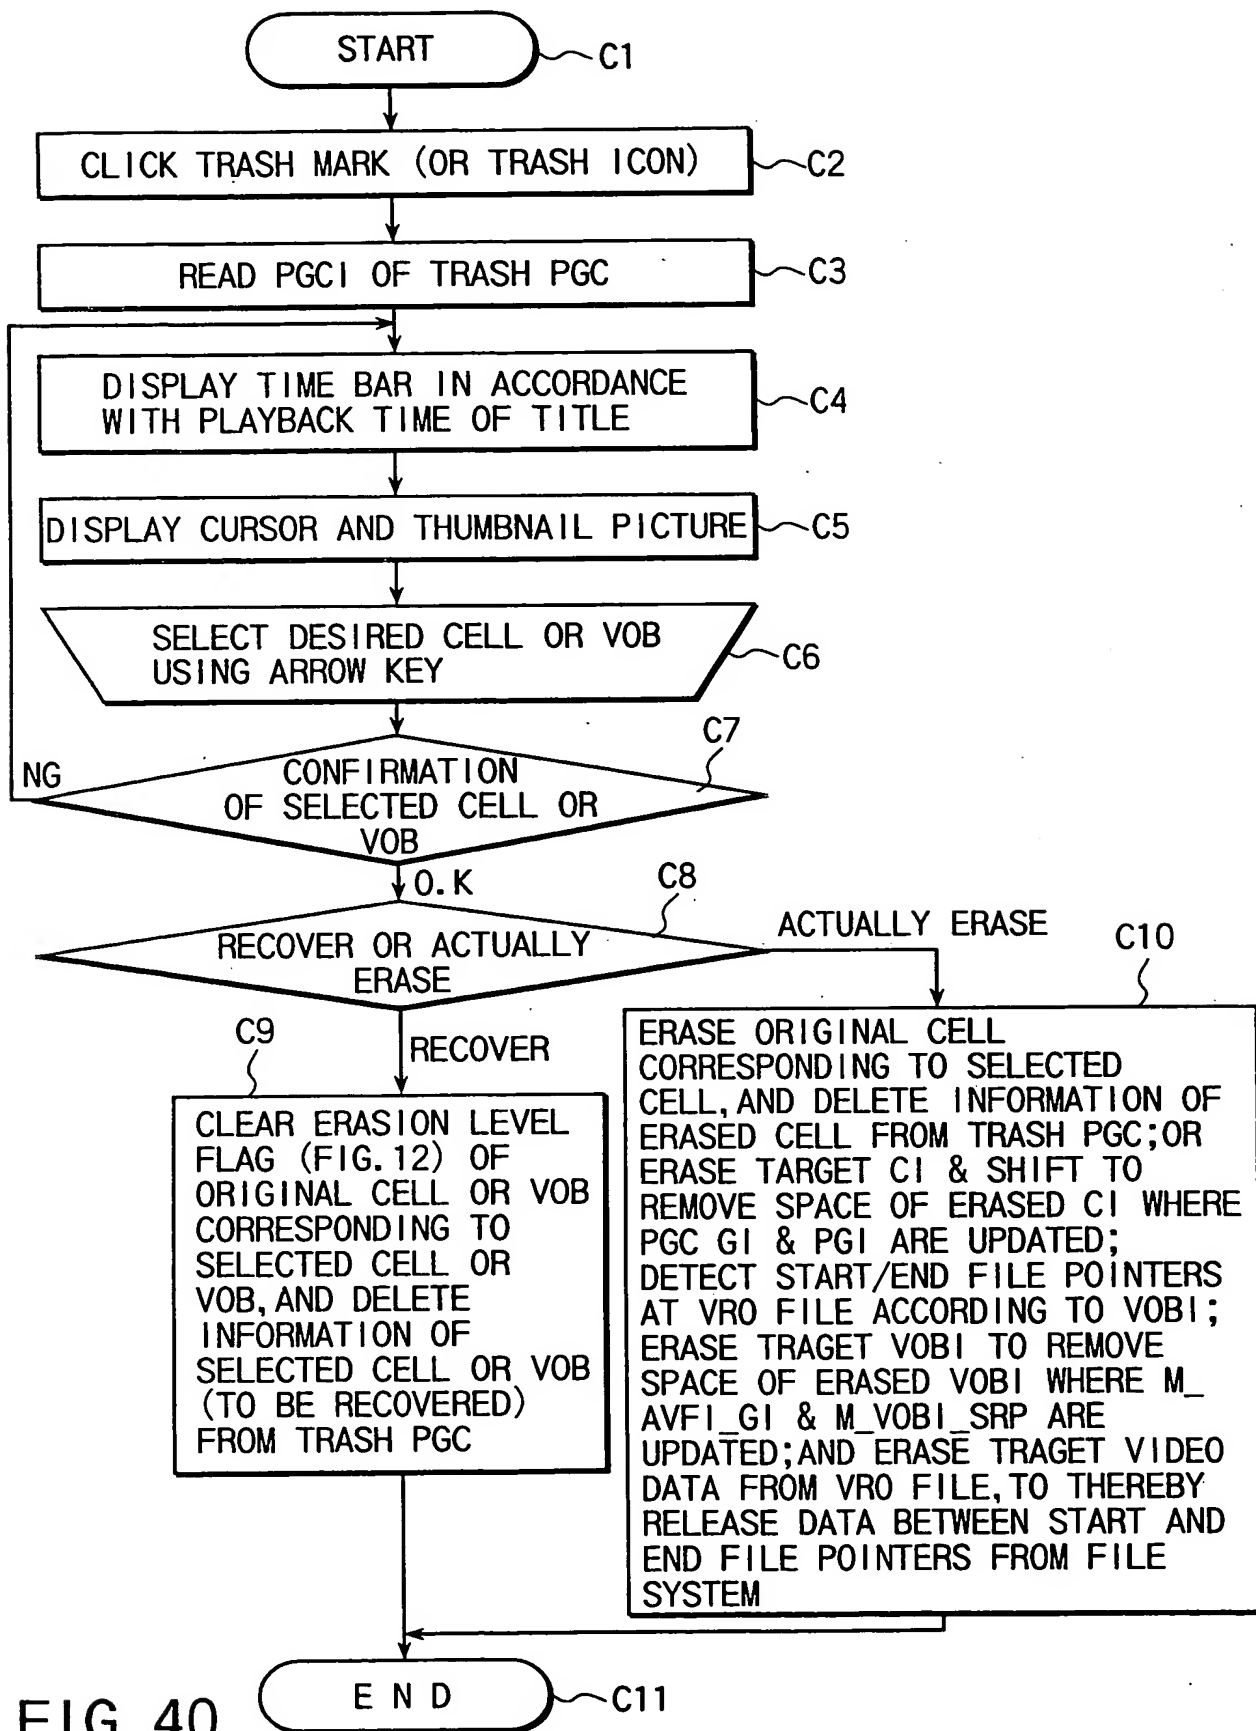 START
C1
CLICK TRASH MARK (OR TRASH ICON)
C2
READ PGCI OF TRASH PGC
C3
DISPLAY TIME BAR IN ACCORDANCE
WITH PLAYBACK TIME OF TITLE
C4
DISPLAY CURSOR AND THUMBNAIL PICTURE
C5
SELECT DESIRED CELL OR VOB
USING ARROW KEY
C6
C7
NG
CONFIRMATION
OF SELECTED CELL OR
VOB
O.K
C8
RECOVER OR ACTUALLY
ERASE
ACTUALLY ERASE
C10
C9
RECOVER
CLEAR ERASION LEVEL
FLAG (FIG.12) OF
ORIGINAL CELL OR VOB
CORRESPONDING TO
SELECTED CELL OR
VOB, AND DELETE
INFORMATION OF
SELECTED CELL OR VOB
(TO BE RECOVERED)
FROM TRASH PGC
ERASE ORIGINAL CELL
CORRESPONDING TO SELECTED
CELL, AND DELETE INFORMATION OF
ERASED CELL FROM TRASH PGC;OR
ERASE TARGET CI & SHIFT TO
REMOVE SPACE OF ERASED CI WHERE
PGC GI & PGI ARE UPDATED;
DETECT START/END FILE POINTERS
AT VRO FILE ACCORDING TO VOBI;
ERASE TRAGET VOBI TO REMOVE
SPACE OF ERASED VOBI WHERE M_
AVFI_GI & M_VOBI_SRP ARE
UPDATED;AND ERASE TRAGET VIDEO
DATA FROM VRO FILE, TO THEREBY
RELEASE DATA BETWEEN START AND
END FILE POINTERS FROM FILE
SYSTEM
END
C11
FIG. 40